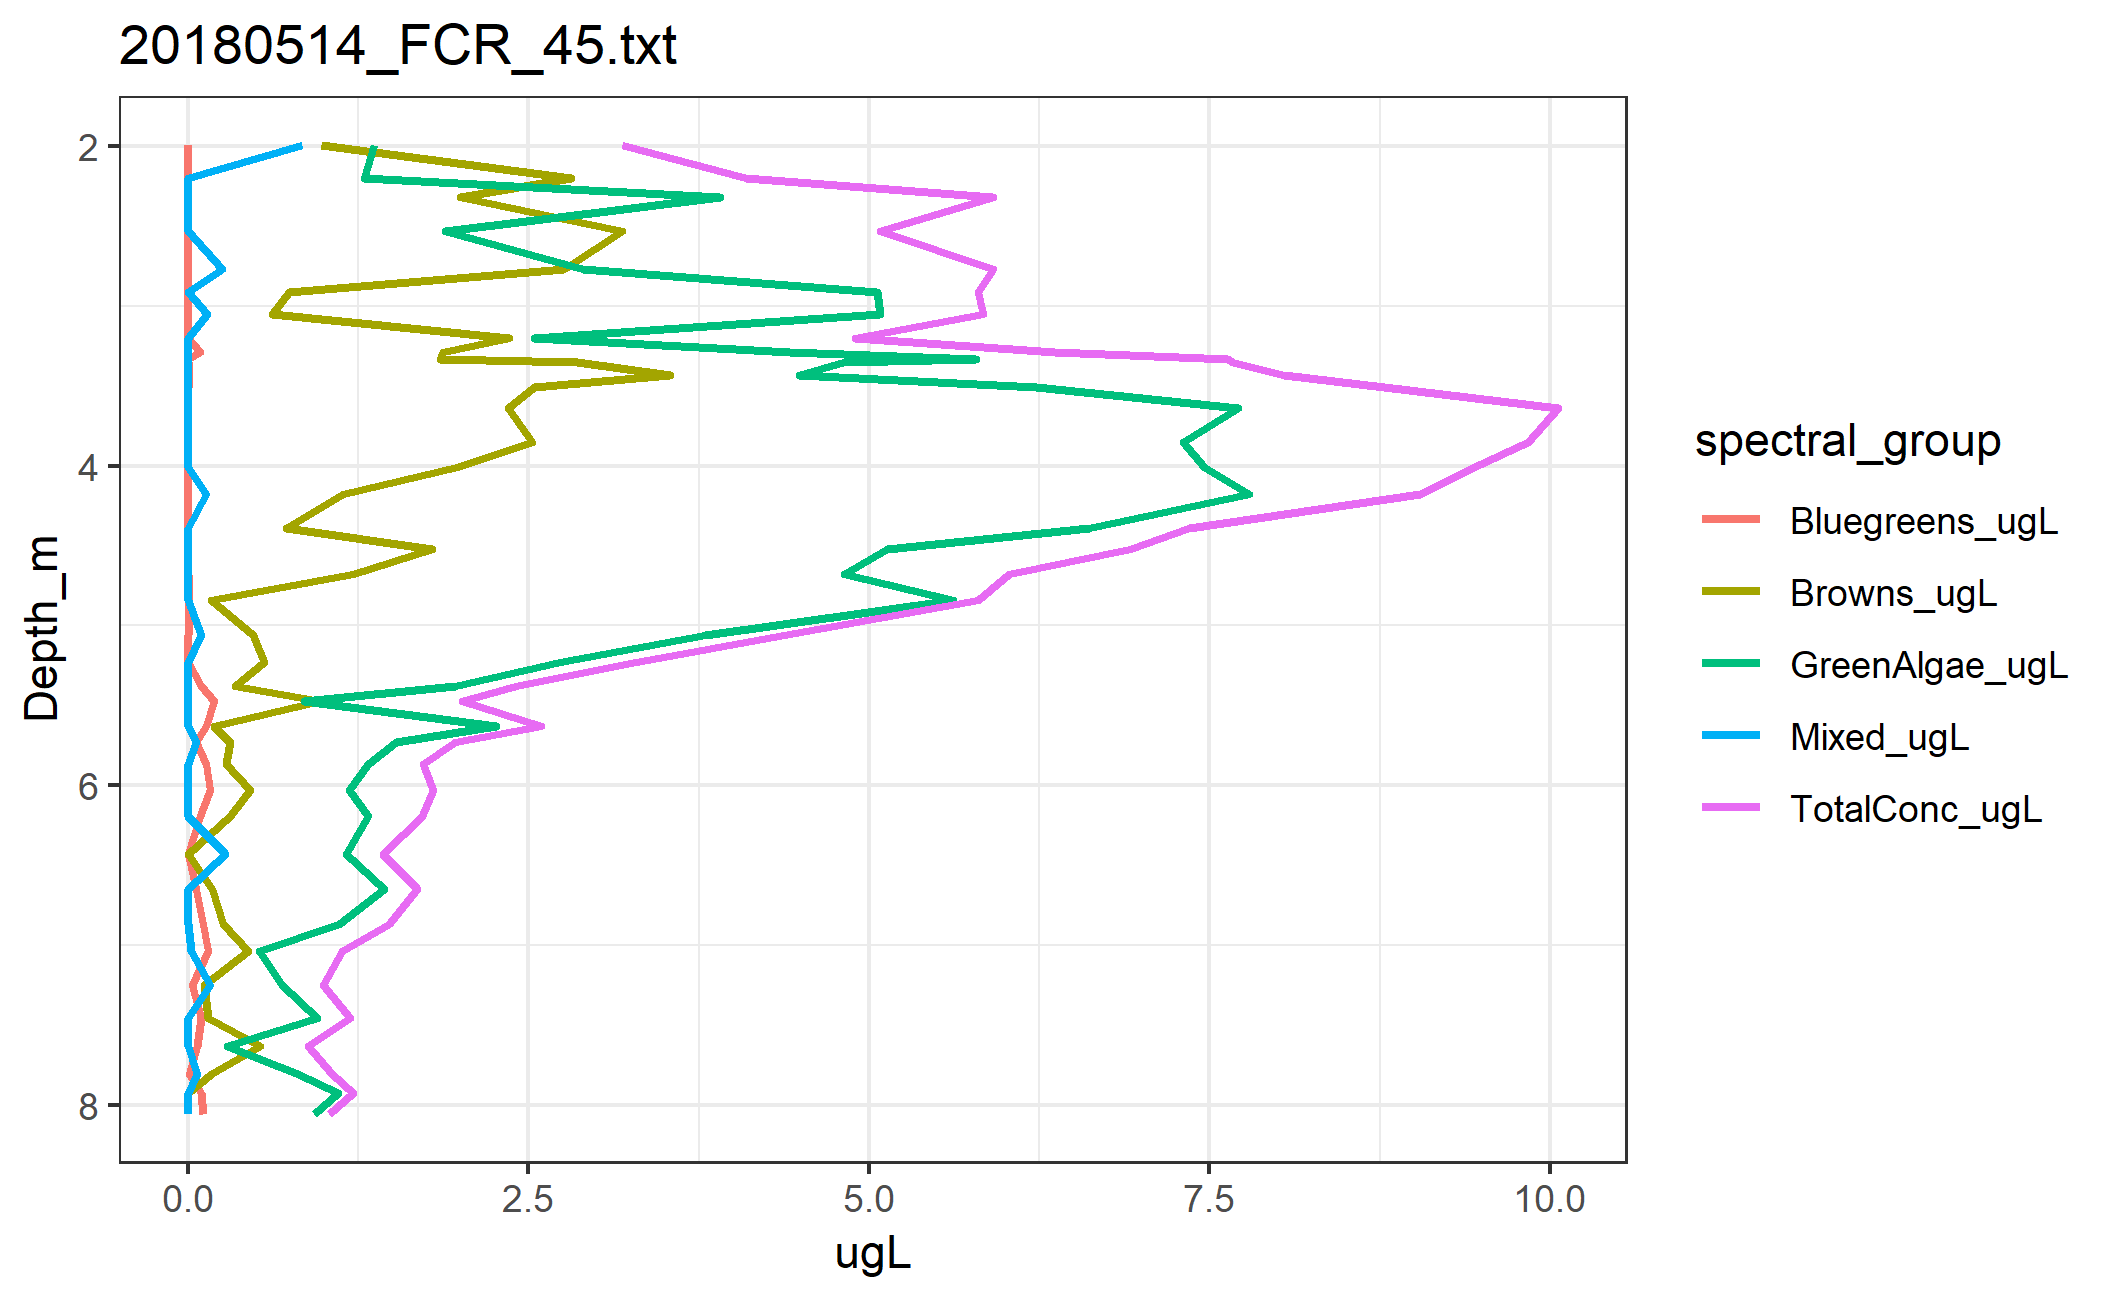 20180514_FCR_45.txt
2
4
6
8
Depth_m
0.0 2.5 5.0 7.5 10.0
ugL
spectral_group
Bluegreens_ugL
Browns_ugL
GreenAlgae_ugL
Mixed_ugL
TotalConc_ugL